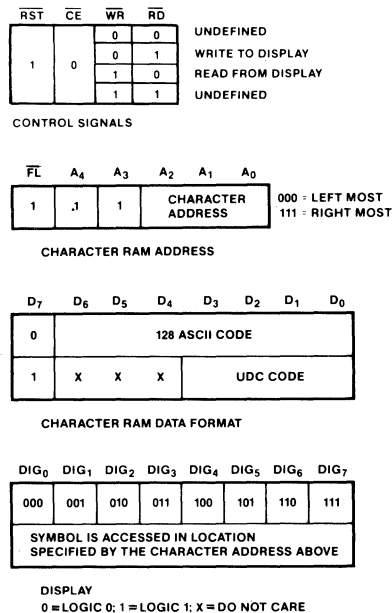 RST CE WR RD
0 0 UNDEFINED
0 1 WRITE TO DISPLAY
1 0
1 0 READ FROM DISPLAY
1 1 UNDEFINED
CONTROL SIGNALS
FL A4 A3 A2 A1 A0
1 .1 1 CHARACTER ADDRESS
000 = LEFT MOST
111 = RIGHT MOST
CHARACTER RAM ADDRESS
D7 D6 D5 D4 D3 D2 D1 D0
0 128 ASCII CODE
1 X X X UDC CODE
CHARACTER RAM DATA FORMAT
DIG0 DIG1 DIG2 DIG3 DIG4 DIG5 DIG6 DIG7
000 001 010 011 100 101 110 111
SYMBOL IS ACCESSED IN LOCATION
SPECIFIED BY THE CHARACTER ADDRESS ABOVE
DISPLAY
0 = LOGIC 0; 1 = LOGIC 1; X = DO NOT CARE